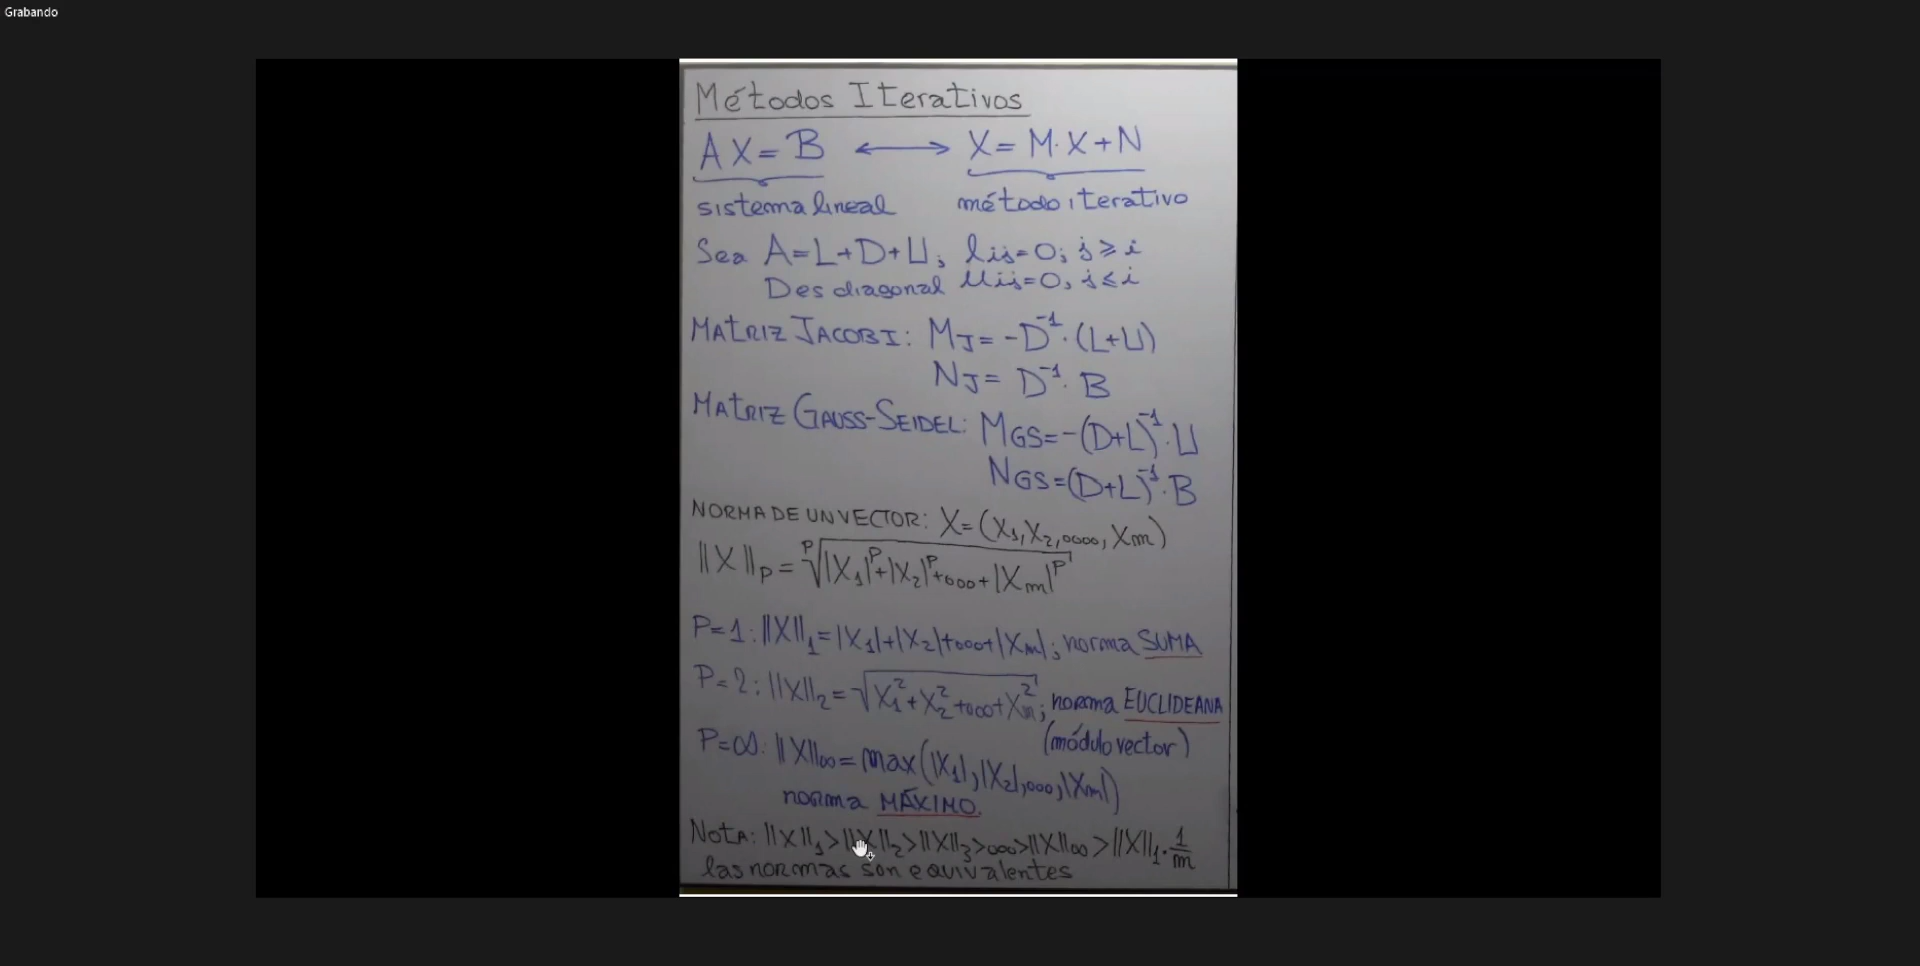 Grabando
Métodos Iterativos
AX = B ⟷ X = M·X + N
sistema lineal método iterativo
Sea A = L + D + U; lij = 0; j ≥ i
D es diagonal uij = 0, j ≤ i
MATRIZ JACOBI: MJ = -D⁻¹·(L+U)
NJ = D⁻¹·B
MATRIZ GAUSS-SEIDEL: MGS = -(D+L)⁻¹·U
NGS = (D+L)⁻¹·B
NORMA DE UN VECTOR: X = (X₁, X₂, ..., Xm)
||X||p = ᵖ√|X₁|ᵖ + |X₂|ᵖ + ... + |Xm|ᵖ
P = 1: ||X||₁ = |X₁| + |X₂| + ... + |Xm|; norma SUMA
P = 2: ||X||₂ = √X₁² + X₂² + ... + Xm²; norma EUCLIDEANA
(módulo vector)
P = ∞: ||X||∞ = max(|X₁|, |X₂|, ..., |Xm|)
norma MÁXIMO.
NOTA: ||X||₁ > ||X||₂ > ||X||₃ > ... > ||X||∞ > ||X||₁·1/m
las normas son equivalentes